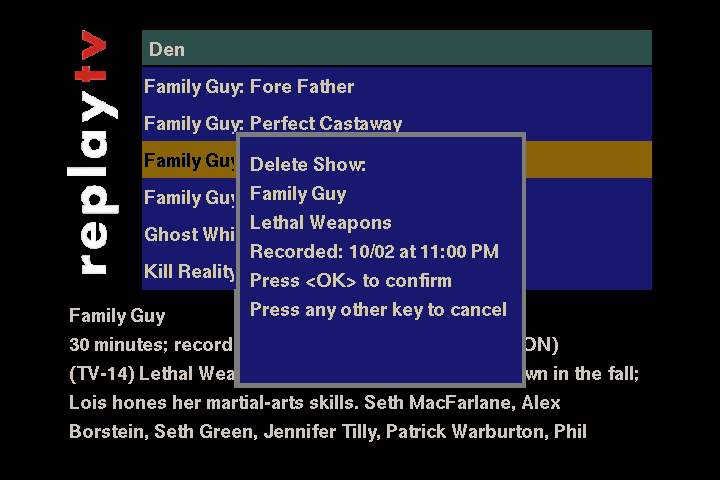 replaytv
Den
Family Guy: Fore Father
Family Guy: Perfect Castaway
Family Guy
Family Guy
Ghost Whi
Kill Reality
Delete Show:
Family Guy
Lethal Weapons
Recorded: 10/02 at 11:00 PM
Press <OK> to confirm
Press any other key to cancel
Family Guy
30 minutes; record ON)
(TV-14) Lethal Wea wn in the fall;
Lois hones her martial-arts skills. Seth MacFarlane, Alex
Borstein, Seth Green, Jennifer Tilly, Patrick Warburton, Phil